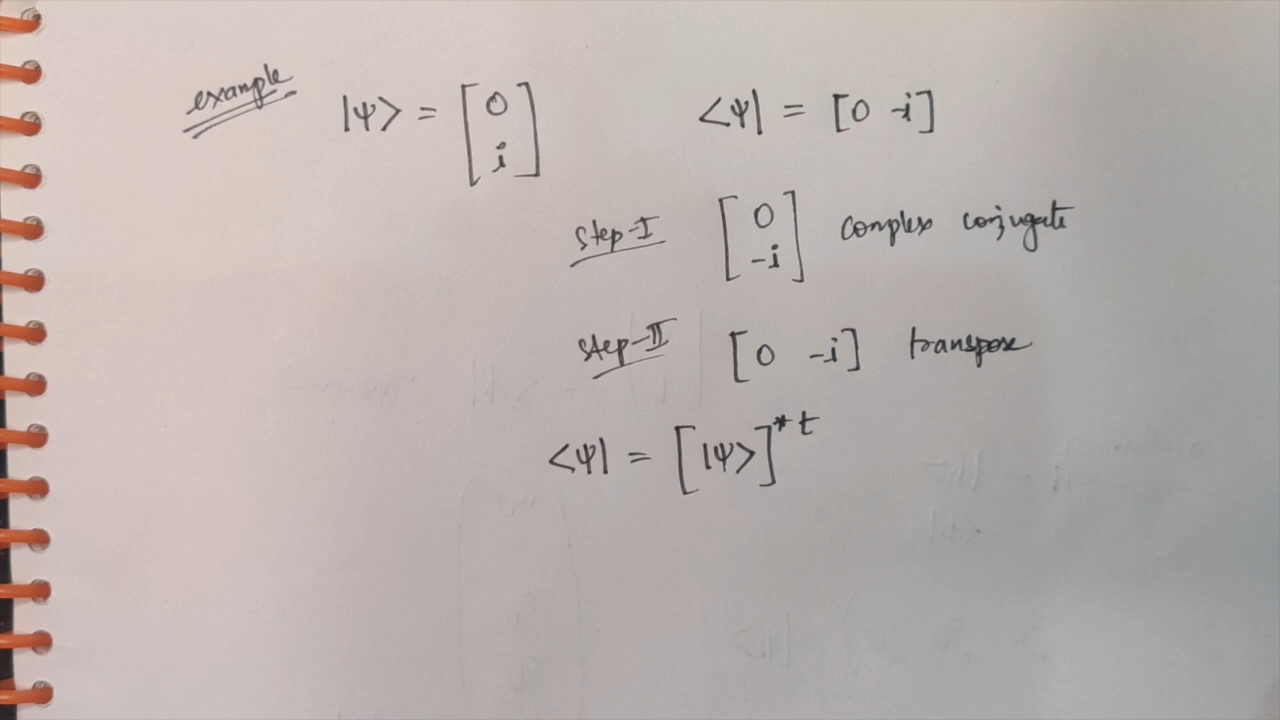 example |ψ> = [0 i] <ψ| = [0 -i]
Step-I [0 -i] complex conjugate
Step-II [0 -i] transpose
<ψ| = [|ψ>]*t